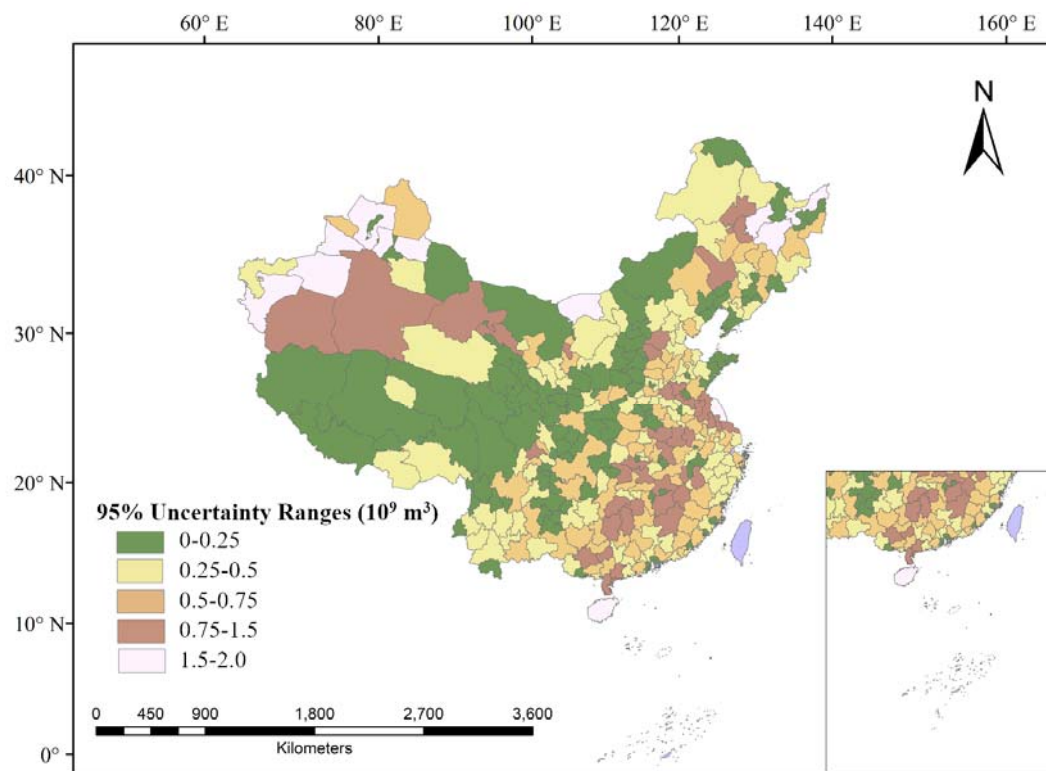 60° E 80° E 100° E 120° E 140° E 160° E
N
40° N
30° N
20° N
10° N
0°
95% Uncertainty Ranges (10⁹ m³)
0-0.25
0.25-0.5
0.5-0.75
0.75-1.5
1.5-2.0
0 450 900 1,800 2,700 3,600
Kilometers